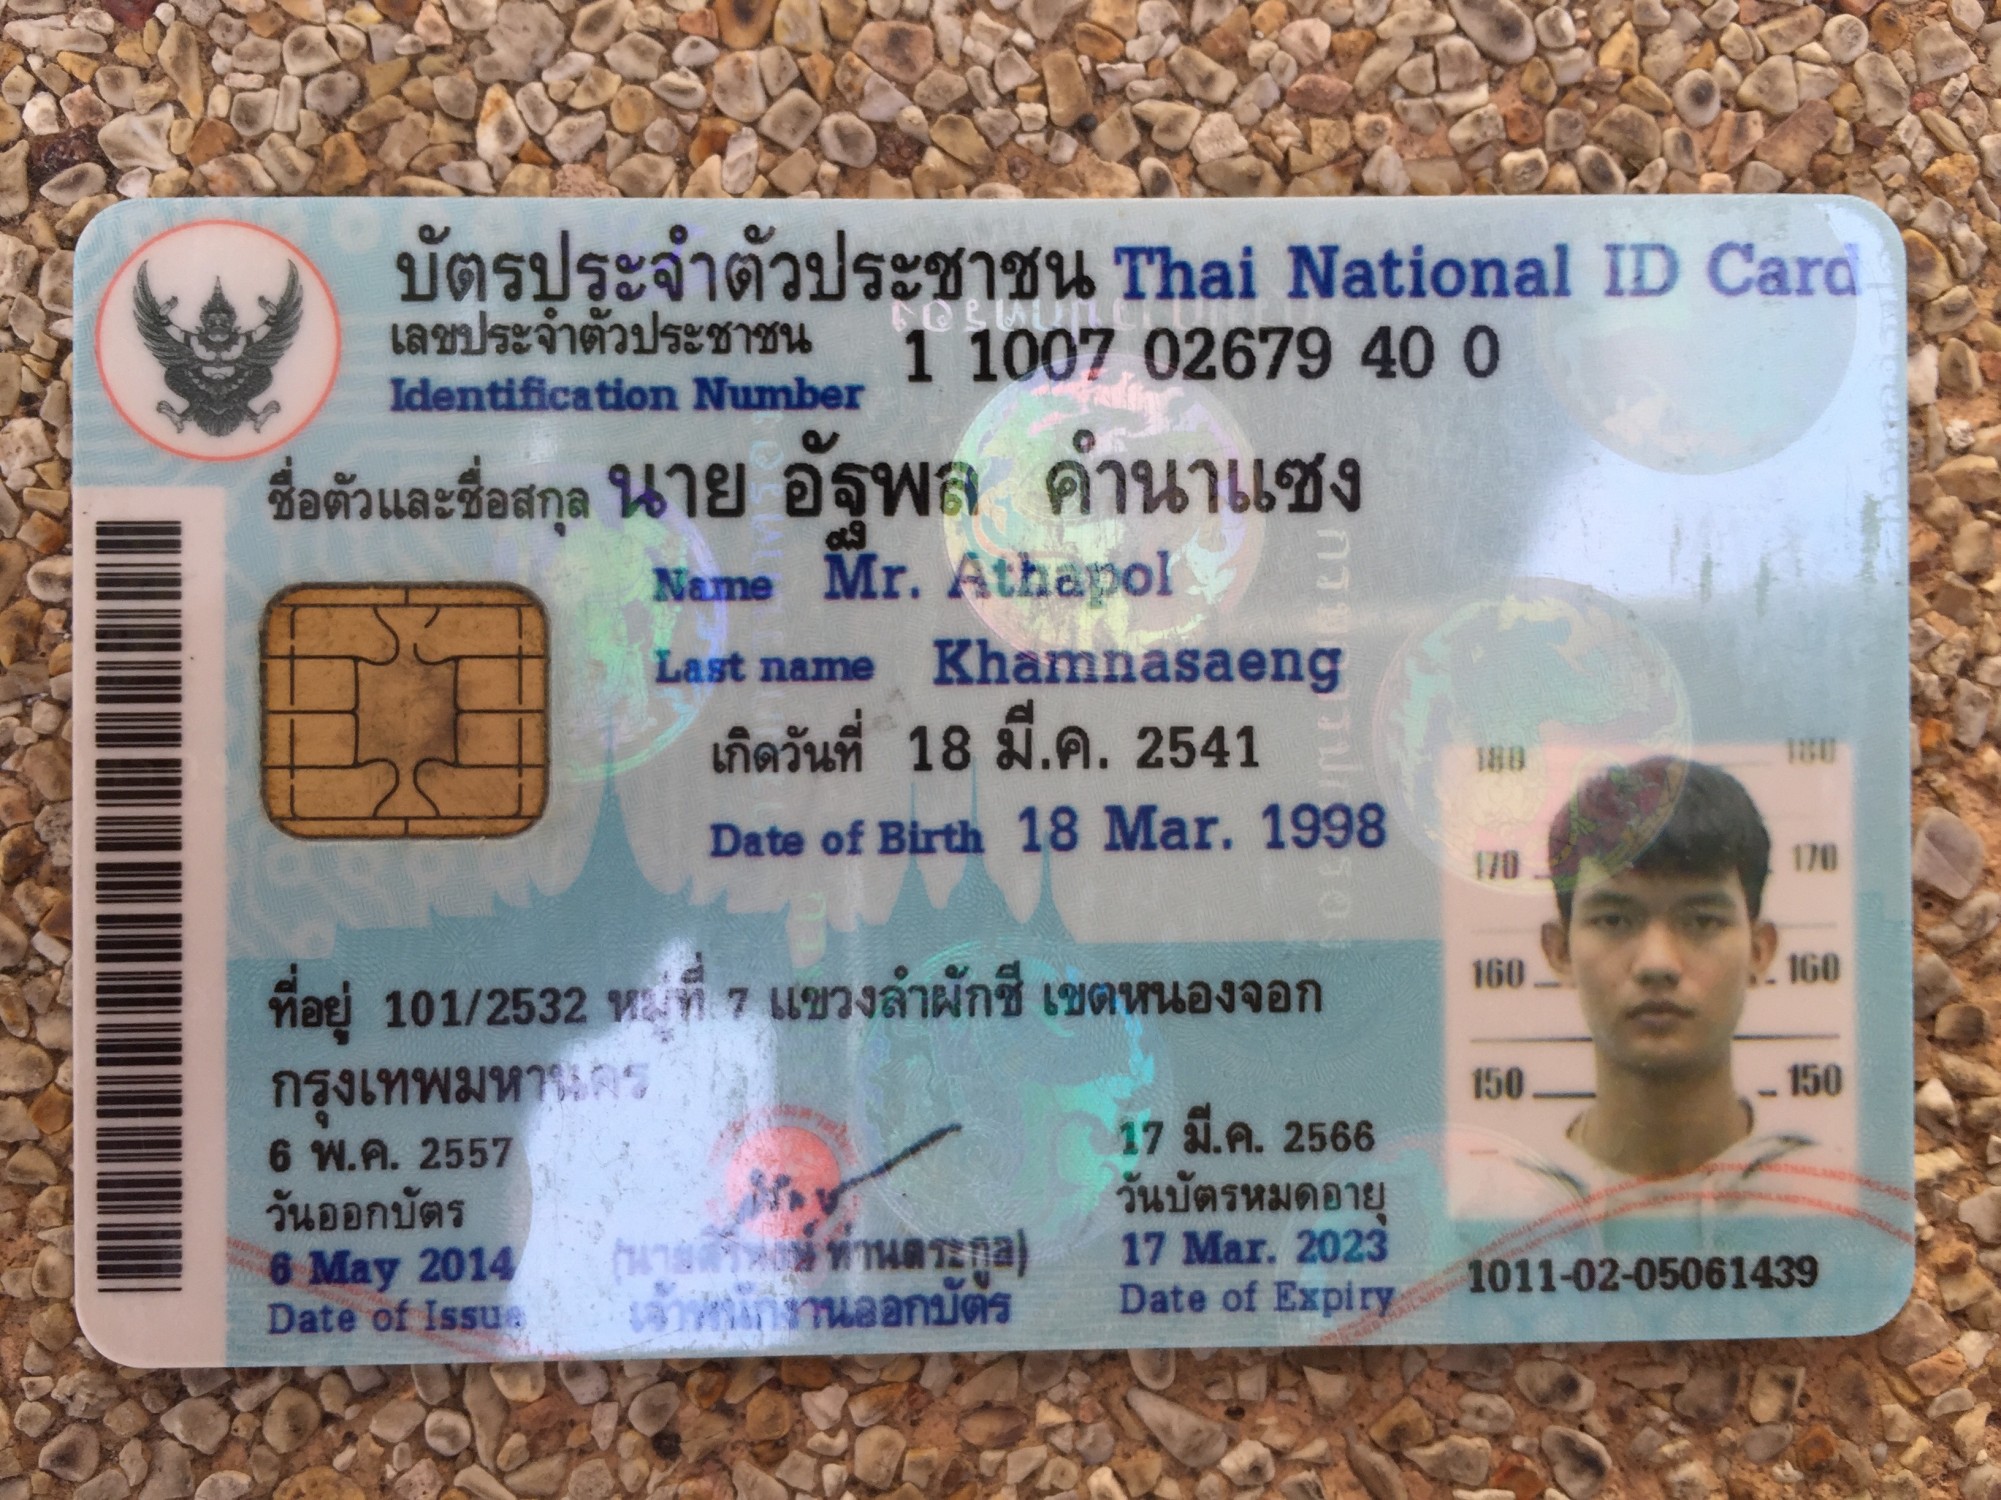 บัตรประจำตัวประชาชน Thai National ID Card
เลขประจำตัวประชาชน
Identification Number 1 1007 02679 40 0
ชื่อตัวและชื่อสกุล นาย อัฐพล คำนาแซง
Name Mr. Athapol
Last name Khamnasaeng
เกิดวันที่ 18 มี.ค. 2541
Date of Birth 18 Mar. 1998
180 180
170 170
160 160
150 150
ที่อยู่ 101/2532 หมู่ที่ 7 แขวงลำผักชี เขตหนองจอก
กรุงเทพมหานคร
6 พ.ค. 2557
วันออกบัตร
6 May 2014
Date of Issue
ท่านตระกูล)
เจ้าพนักงานออกบัตร
17 มี.ค. 2566
วันบัตรหมดอายุ
17 Mar. 2023
Date of Expiry
1011-02-05061439